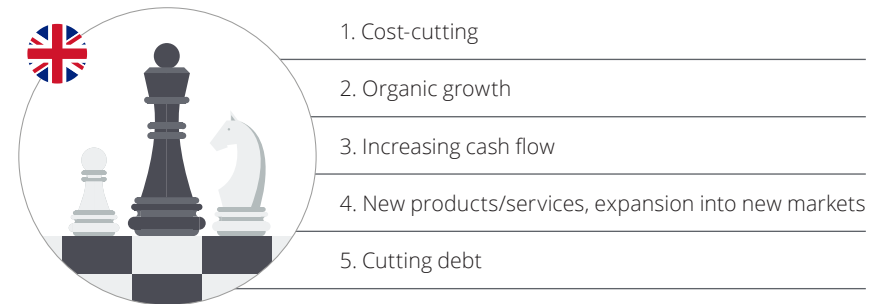 1. Cost-cutting
2. Organic growth
3. Increasing cash flow
4. New products/services, expansion into new markets
5. Cutting debt